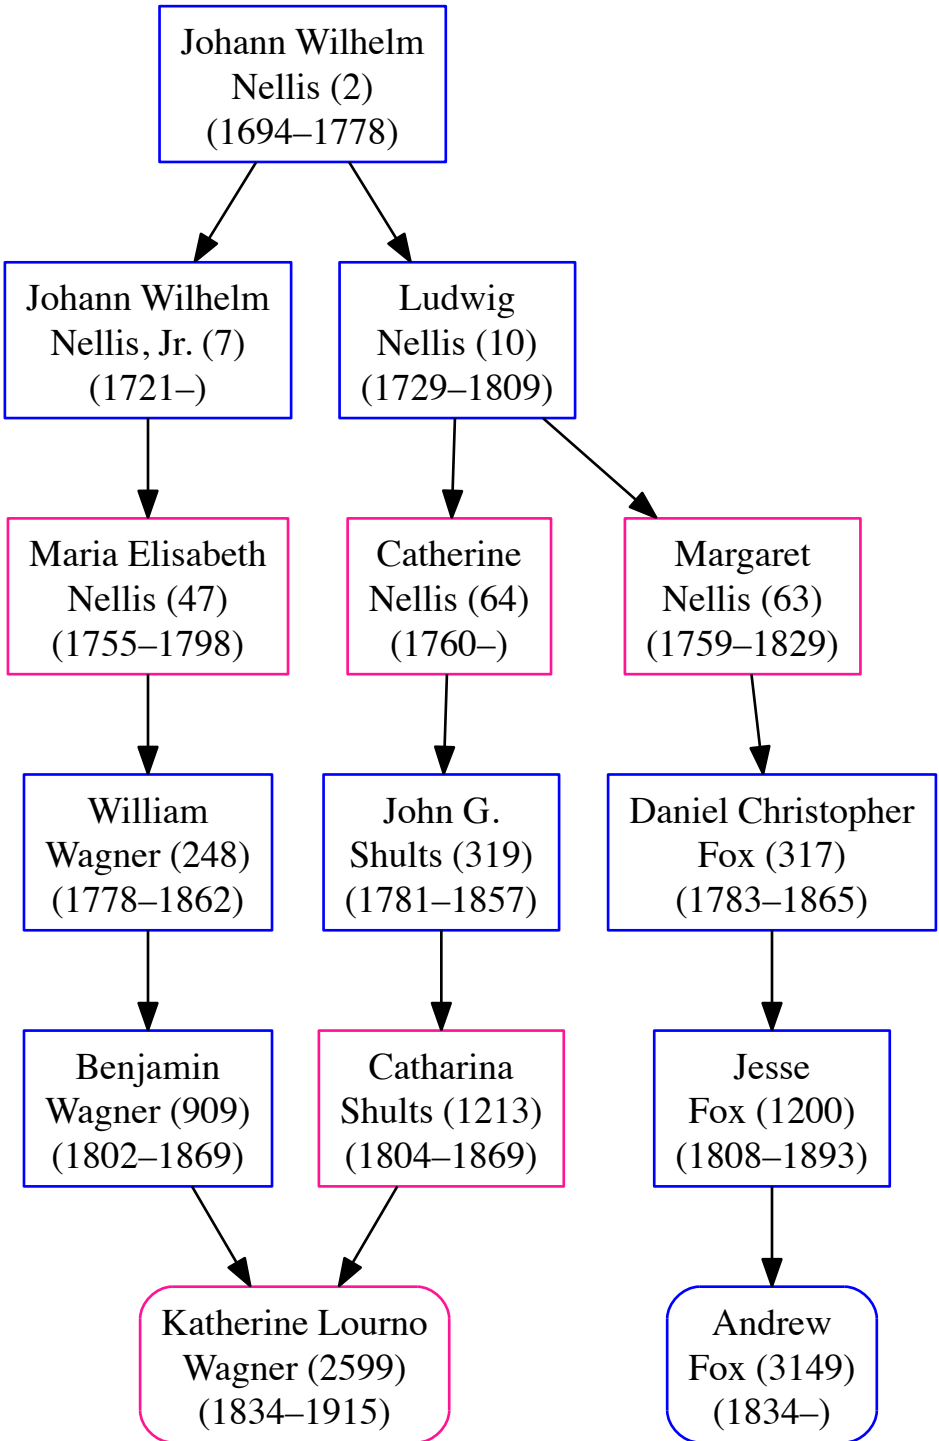 Johann Wilhelm
Nellis (2)
(1694–1778)
Johann Wilhelm
Nellis, Jr. (7)
(1721–)
Ludwig
Nellis (10)
(1729–1809)
Maria Elisabeth
Nellis (47)
(1755–1798)
Catherine
Nellis (64)
(1760–)
Margaret
Nellis (63)
(1759–1829)
William
Wagner (248)
(1778–1862)
John G.
Shults (319)
(1781–1857)
Daniel Christopher
Fox (317)
(1783–1865)
Benjamin
Wagner (909)
(1802–1869)
Catharina
Shults (1213)
(1804–1869)
Jesse
Fox (1200)
(1808–1893)
Katherine Lourno
Wagner (2599)
(1834–1915)
Andrew
Fox (3149)
(1834–)